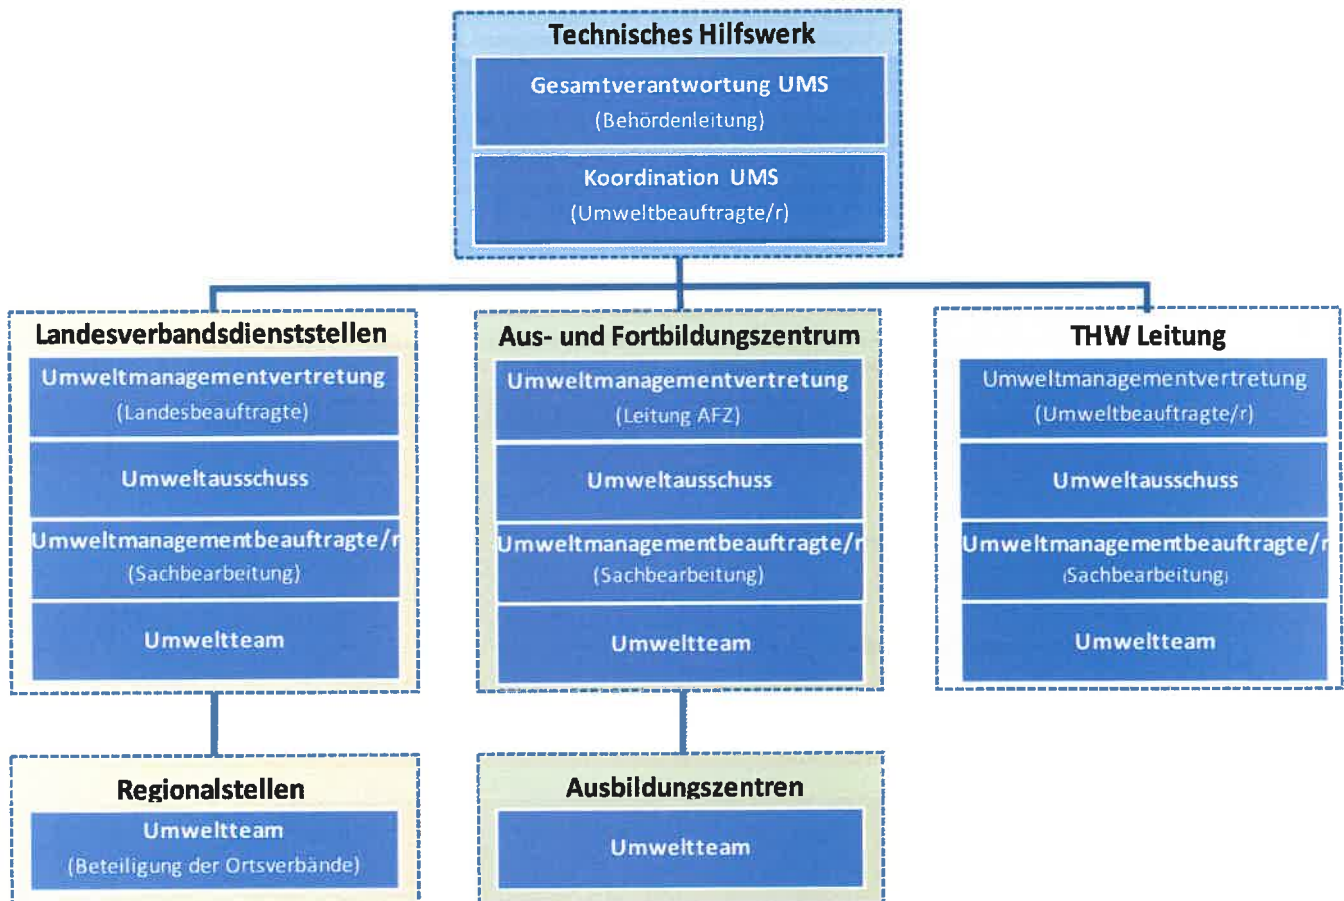 Technisches Hilfswerk
Gesamtverantwortung UMS
(Behördenleitung)
Koordination UMS
(Umweltbeauftragte/r)
Landesverbandsdienststellen
Umweltmanagementvertretung
(Landesbeauftragte)
Umweltausschuss
Umweltmanagementbeauftragte/r
(Sachbearbeitung)
Umweltteam
Aus- und Fortbildungszentrum
Umweltmanagementvertretung
(Leitung AFZ)
Umweltausschuss
Umweltmanagementbeauftragte/r
(Sachbearbeitung)
Umweltteam
THW Leitung
Umweltmanagementvertretung
(Umweltbeauftragte/r)
Umweltausschuss
Umweltmanagementbeauftragte/r
(Sachbearbeitung)
Umweltteam
Regionalstellen
Umweltteam
(Beteiligung der Ortsverbände)
Ausbildungszentren
Umweltteam